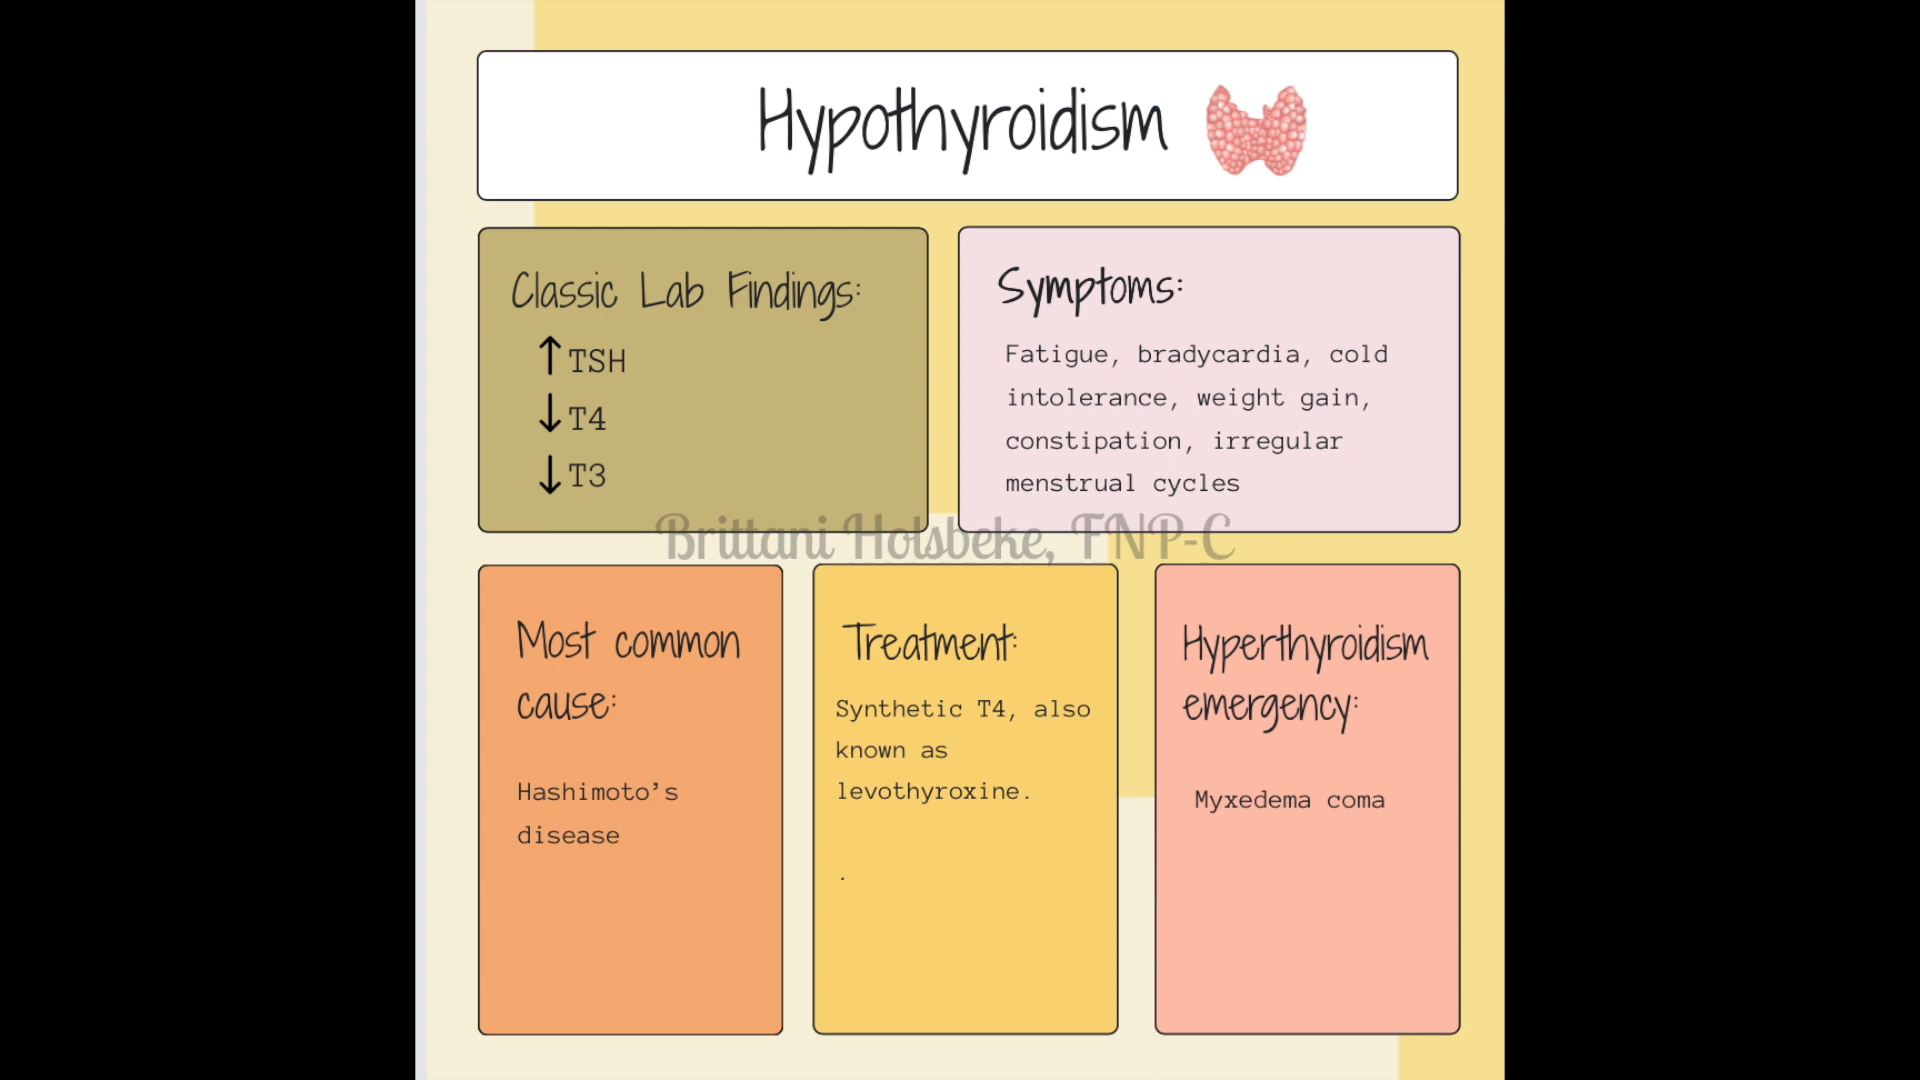 Hypothyroidism
Classic Lab Findings:
↑ TSH
↓ T4
↓ T3
Symptoms:
Fatigue, bradycardia, cold
intolerance, weight gain,
constipation, irregular
menstrual cycles
Brittani Holsbeke, FNP-C
Most common
cause:
Hashimoto’s
disease
Treatment:
Synthetic T4, also
known as
levothyroxine.
.
Hyperthyroidism
emergency:
Myxedema coma